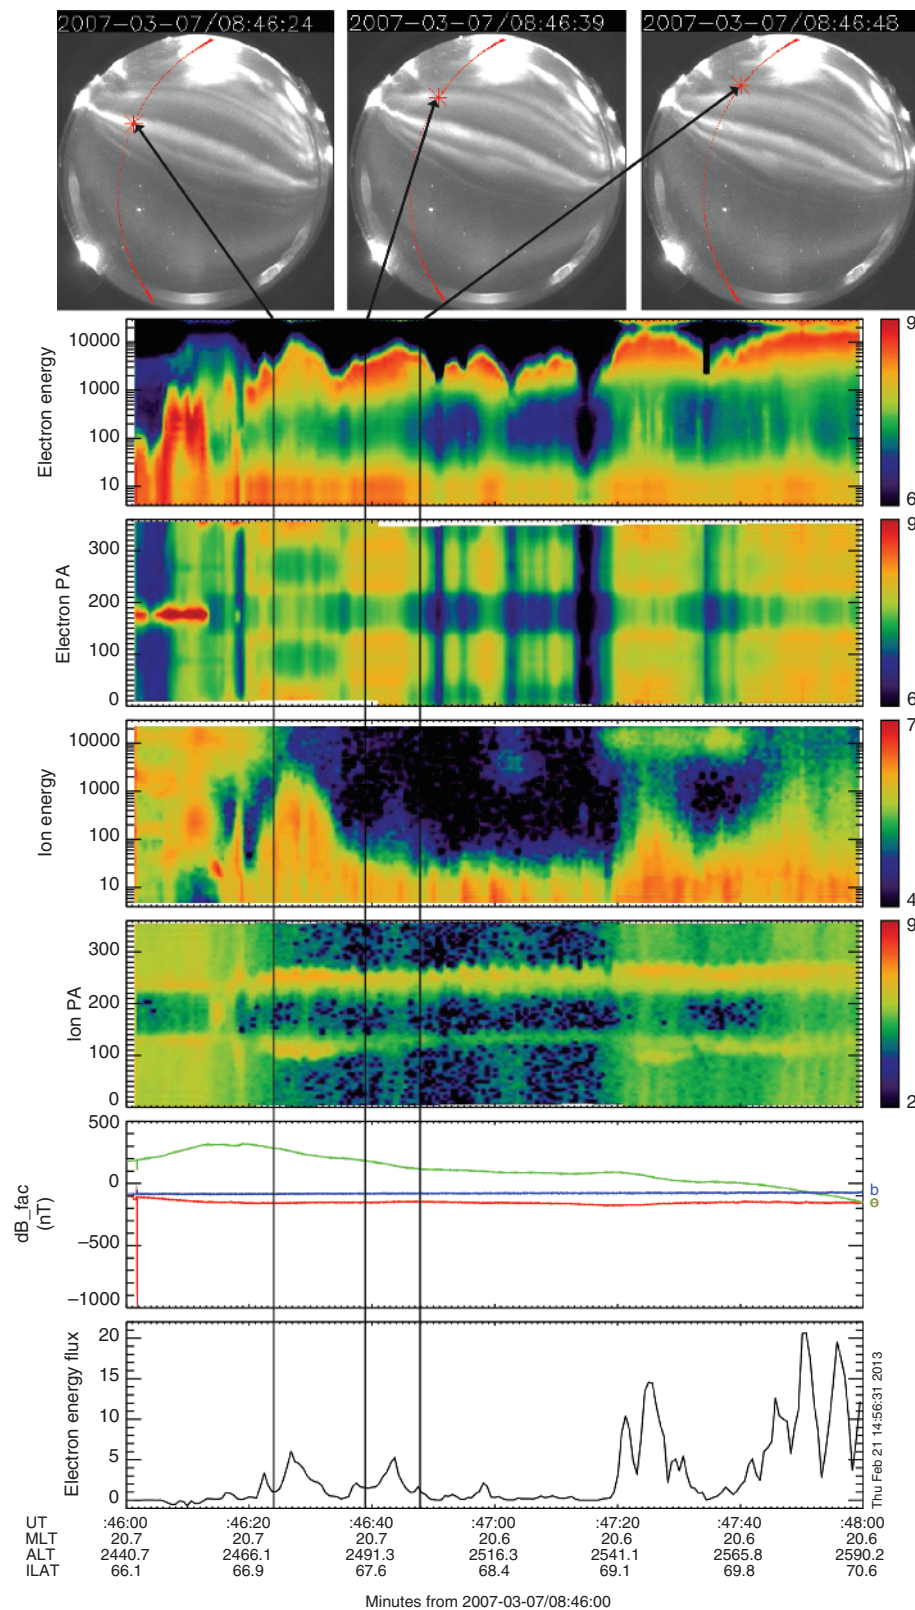 2007-03-07/08:46:24
2007-03-07/08:46:39
2007-03-07/08:46:48
Electron energy
10000
1000
100
10
9
6
Electron PA
300
200
100
0
9
6
Ion energy
10000
1000
100
10
7
4
Ion PA
300
200
100
0
9
2
dB_fac
(nT)
500
0
−500
−1000
b
e
Electron energy flux
20
15
10
5
0
Thu Feb 21 14:56:31 2013
UT :46:00 :46:20 :46:40 :47:00 :47:20 :47:40 :48:00
MLT 20.7 20.7 20.7 20.6 20.6 20.6 20.6
ALT 2440.7 2466.1 2491.3 2516.3 2541.1 2565.8 2590.2
ILAT 66.1 66.9 67.6 68.4 69.1 69.8 70.6
Minutes from 2007-03-07/08:46:00